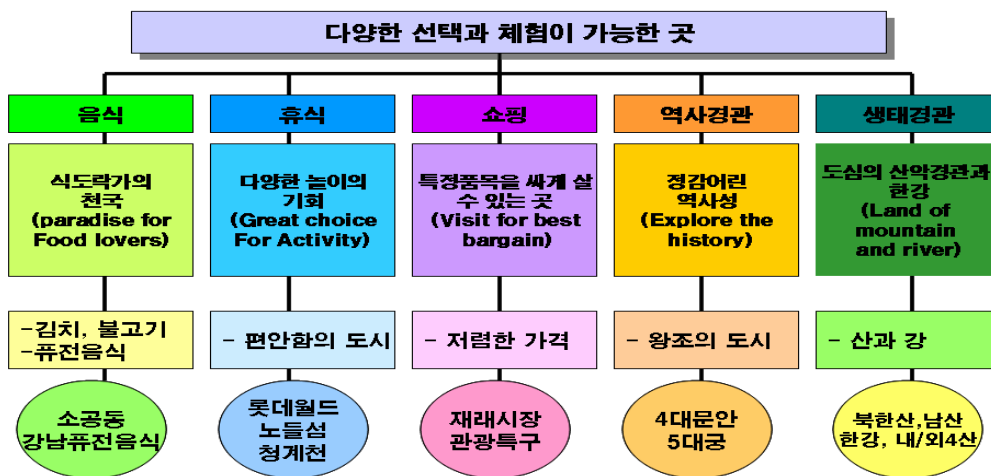 다양한 선택과 체험이 가능한 곳
음식
휴식
쇼핑
역사경관
생태경관
식도락가의
천국
(paradise for
Food lovers)
다양한 놀이의
기회
(Great choice
For Activity)
특정품목을 싸게 살
수 있는 곳
(Visit for best
bargain)
정감어린
역사성
(Explore the
history)
도심의 산악경관과
한강
(Land of
mountain
and river)
-김치, 불고기
-퓨전음식
- 편안함의 도시
- 저렴한 가격
- 왕조의 도시
- 산과 강
소공동
강남퓨전음식
롯데월드
노들섬
청계천
재래시장
관광특구
4대문안
5대궁
북한산,남산
한강, 내/외4산